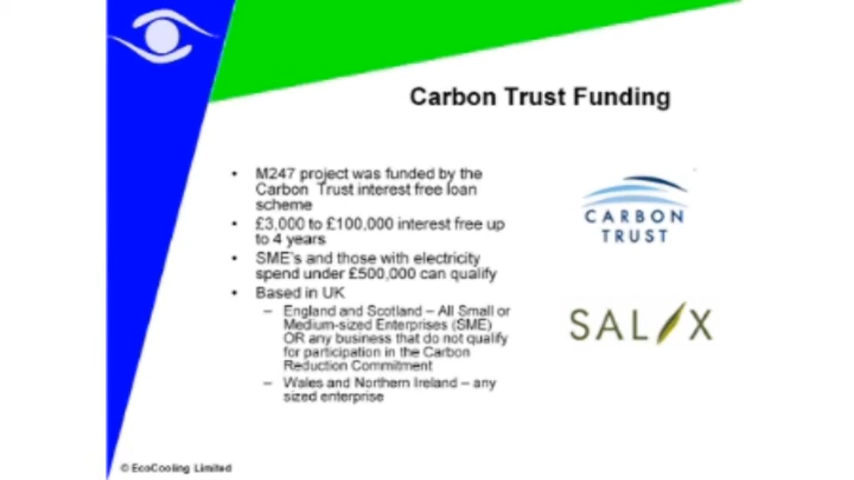 Carbon Trust Funding
• M247 project was funded by the
Carbon Trust interest free loan
scheme
• £3,000 to £100,000 interest free up
to 4 years
• SME's and those with electricity
spend under £500,000 can qualify
• Based in UK
– England and Scotland – All Small or
Medium-sized Enterprises (SME)
OR any business that do not qualify
for participation in the Carbon
Reduction Commitment
– Wales and Northern Ireland – any
sized enterprise
CARBON
TRUST
SALIX
© EcoCooling Limited